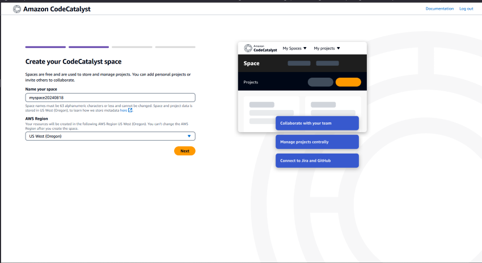 Amazon CodeCatalyst
Documentation
Log out
Create your CodeCatalyst space
Spaces are free and are used to store and manage projects. You can add personal projects or
invite others to collaborate.
Name your space
myspace20240818
Space names must be 63 alphanumeric characters or less and cannot be changed. Space and project data is
stored in US West (Oregon), to learn how we store metadata here
AWS Region
Your resources will be created in the following AWS Region US West (Oregon). You can't change the AWS
Region after you create the space.
US West (Oregon)
Next
Amazon
CodeCatalyst
My Spaces
My projects
Space
Projects
Collaborate with your team
Manage projects centrally
Connect to Jira and GitHub